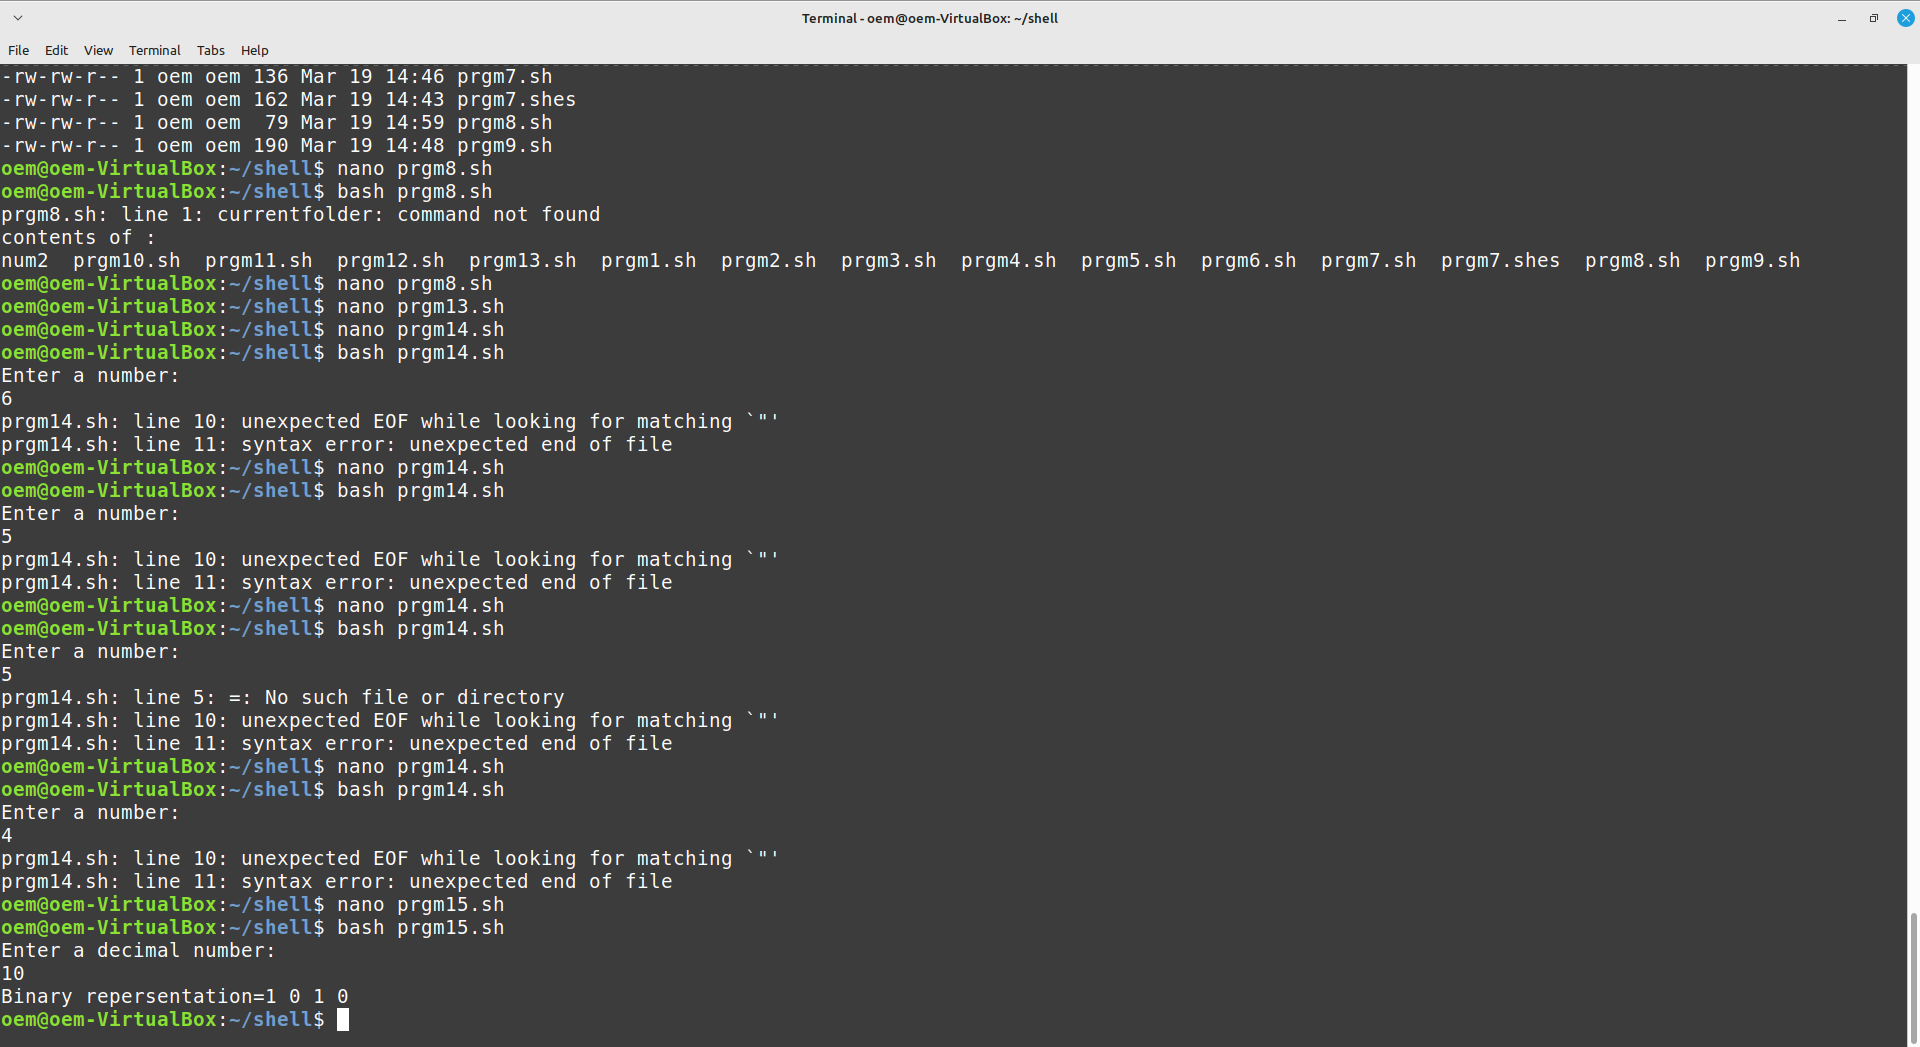 Terminal - oem@oem-VirtualBox: ~/shell
File Edit View Terminal Tabs Help
-rw-rw-r-- 1 oem oem 136 Mar 19 14:46 prgm7.sh
-rw-rw-r-- 1 oem oem 162 Mar 19 14:43 prgm7.shes
-rw-rw-r-- 1 oem oem  79 Mar 19 14:59 prgm8.sh
-rw-rw-r-- 1 oem oem 190 Mar 19 14:48 prgm9.sh
oem@oem-VirtualBox:~/shell$ nano prgm8.sh
oem@oem-VirtualBox:~/shell$ bash prgm8.sh
prgm8.sh: line 1: currentfolder: command not found
contents of :
num2  prgm10.sh  prgm11.sh  prgm12.sh  prgm13.sh  prgm1.sh  prgm2.sh  prgm3.sh  prgm4.sh  prgm5.sh  prgm6.sh  prgm7.sh  prgm7.shes  prgm8.sh  prgm9.sh
oem@oem-VirtualBox:~/shell$ nano prgm8.sh
oem@oem-VirtualBox:~/shell$ nano prgm13.sh
oem@oem-VirtualBox:~/shell$ nano prgm14.sh
oem@oem-VirtualBox:~/shell$ bash prgm14.sh
Enter a number:
6
prgm14.sh: line 10: unexpected EOF while looking for matching `"'
prgm14.sh: line 11: syntax error: unexpected end of file
oem@oem-VirtualBox:~/shell$ nano prgm14.sh
oem@oem-VirtualBox:~/shell$ bash prgm14.sh
Enter a number:
5
prgm14.sh: line 10: unexpected EOF while looking for matching `"'
prgm14.sh: line 11: syntax error: unexpected end of file
oem@oem-VirtualBox:~/shell$ nano prgm14.sh
oem@oem-VirtualBox:~/shell$ bash prgm14.sh
Enter a number:
5
prgm14.sh: line 5: =: No such file or directory
prgm14.sh: line 10: unexpected EOF while looking for matching `"'
prgm14.sh: line 11: syntax error: unexpected end of file
oem@oem-VirtualBox:~/shell$ nano prgm14.sh
oem@oem-VirtualBox:~/shell$ bash prgm14.sh
Enter a number:
4
prgm14.sh: line 10: unexpected EOF while looking for matching `"'
prgm14.sh: line 11: syntax error: unexpected end of file
oem@oem-VirtualBox:~/shell$ nano prgm15.sh
oem@oem-VirtualBox:~/shell$ bash prgm15.sh
Enter a decimal number:
10
Binary repersentation=1 0 1 0
oem@oem-VirtualBox:~/shell$